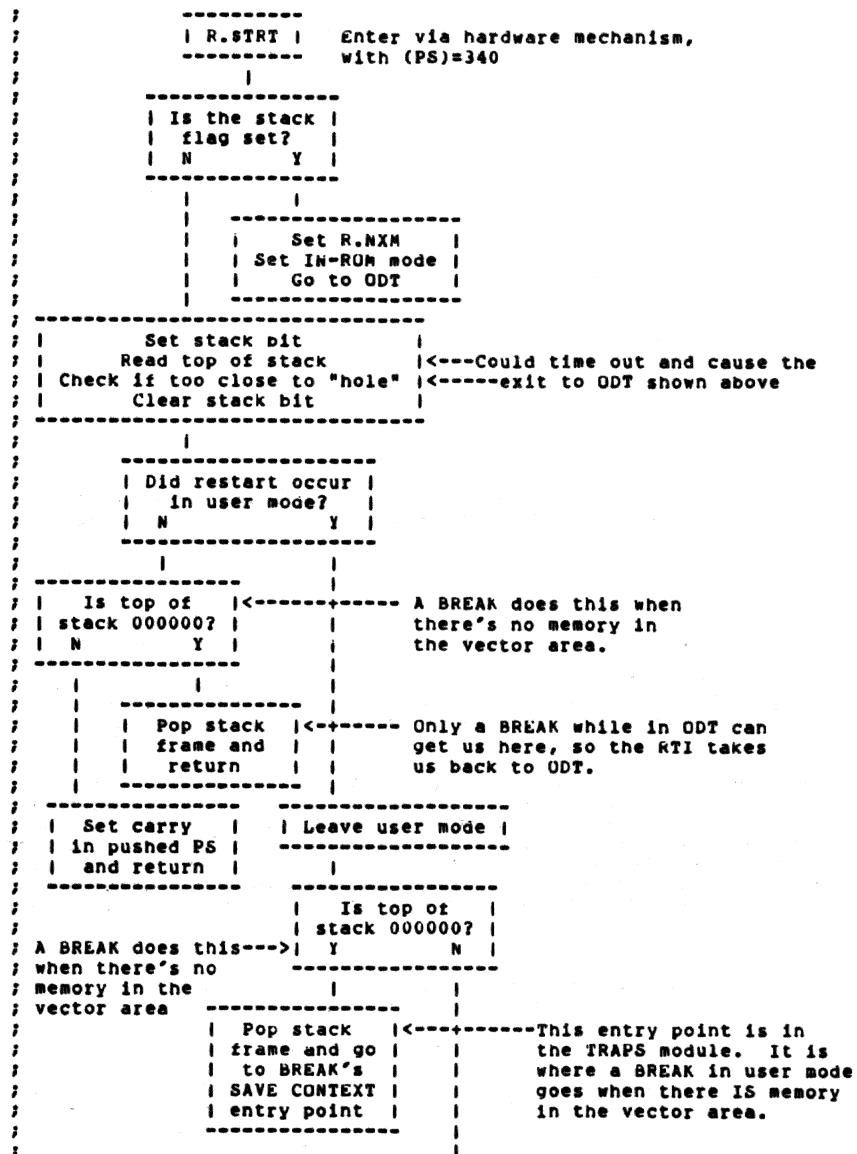 ;                    ----------
;                    | R.STRT |   Enter via hardware mechanism,
;                    ----------   with (PS)=340
;                         |
;                ----------------
;                | Is the stack |
;                |  flag set?   |
;                |  N        Y  |
;                ----------------
;                    |        |
;                    |   -------------------
;                    |   |    Set R.NXM    |
;                    |   | Set IN-ROM mode |
;                    |   |    Go to ODT    |
;                    |   -------------------
;  --------------------------------
;  |        Set stack bit         |
;  |      Read top of stack       |<---Could time out and cause the
;  | Check if too close to "hole" |<-----exit to ODT shown above
;  |       Clear stack bit        |
;  --------------------------------
;               |
;         ---------------------
;         | Did restart occur |
;         |   in user mode?   |
;         |  N             Y  |
;         ---------------------
;             |             |
;  -----------------        |
;  |   Is top of   |<-------+----- A BREAK does this when
;  | stack 000000? |        |      there's no memory in
;  |  N         Y  |        |      the vector area.
;  -----------------        |
;     |         |           |
;     |   ---------------   |
;     |   |  Pop stack  |<--+----- Only a BREAK while in ODT can
;     |   |  frame and  |   |      get us here, so the RTI takes
;     |   |   return    |   |      us back to ODT.
;     |   ---------------   |
;  ----------------   -------------------
;  |  Set carry   |   | Leave user mode |
;  | in pushed PS |   -------------------
;  |  and return  |        |
;  ----------------    -----------------
;                      |   Is top of   |
;                      | stack 000000? |
; A BREAK does this--->|  Y         N  |
; when there's no      -----------------
; memory in the            |         |
; vector area   ----------------     |
;               |  Pop stack   |<----+------This entry point is in
;               | frame and go |     |      the TRAPS module.  It is
;               |  to BREAK's  |     |      where a BREAK in user mode
;               | SAVE CONTEXT |     |      goes when there IS memory
;               | entry point  |     |      in the vector area.
;               ----------------     |
;                                    |